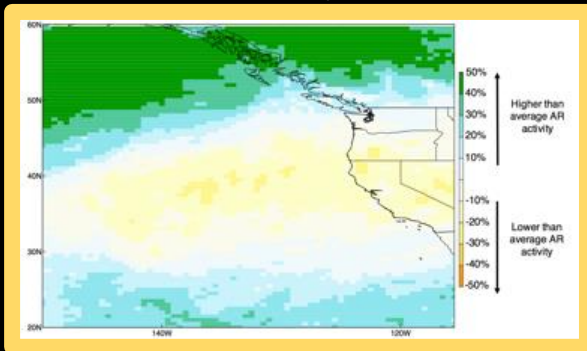 60N
50N
40N
30N
20N
140W
120W
50%
40%
30%
20%
10%
-10%
-20%
-30%
-40%
-50%
Higher than
average AR
activity
Lower than
average AR
activity